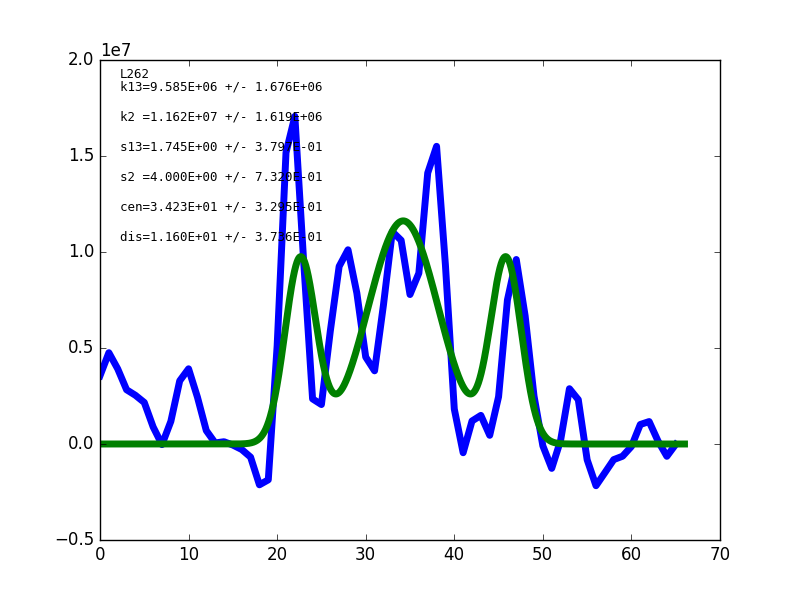 1e7
2.0
L262
k13=9.585E+06 +/- 1.676E+06
k2 =1.162E+07 +/- 1.619E+06
1.5
s13=1.745E+00 +/- 3.797E-01
s2 =4.000E+00 +/- 7.320E-01
cen=3.423E+01 +/- 3.295E-01
1.0
dis=1.160E+01 +/- 3.736E-01
0.5
0.0
−0.5
0 10 20 30 40 50 60 70